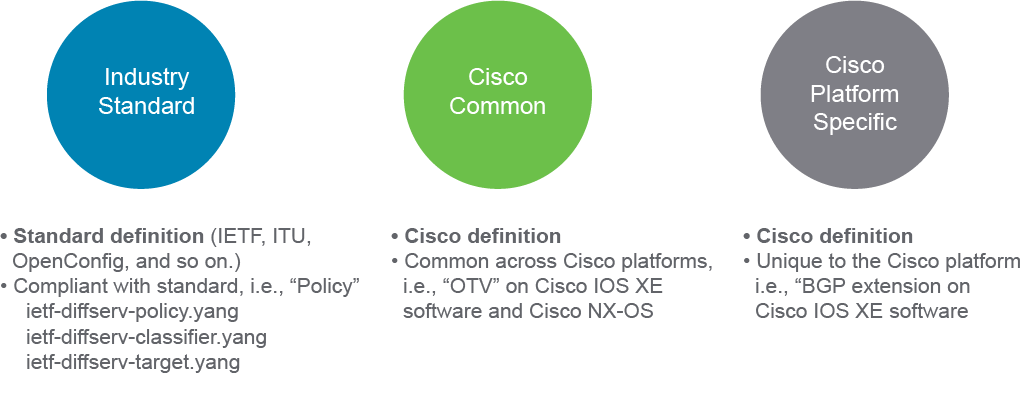 Industry
Standard
Cisco
Common
Cisco
Platform
Specific
• Standard definition (IETF, ITU,
OpenConfig, and so on.)
• Compliant with standard, i.e., “Policy”
ietf-diffserv-policy.yang
ietf-diffserv-classifier.yang
ietf-diffserv-target.yang
• Cisco definition
• Common across Cisco platforms,
i.e., “OTV” on Cisco IOS XE
software and Cisco NX-OS
• Cisco definition
• Unique to the Cisco platform
i.e., “BGP extension on
Cisco IOS XE software